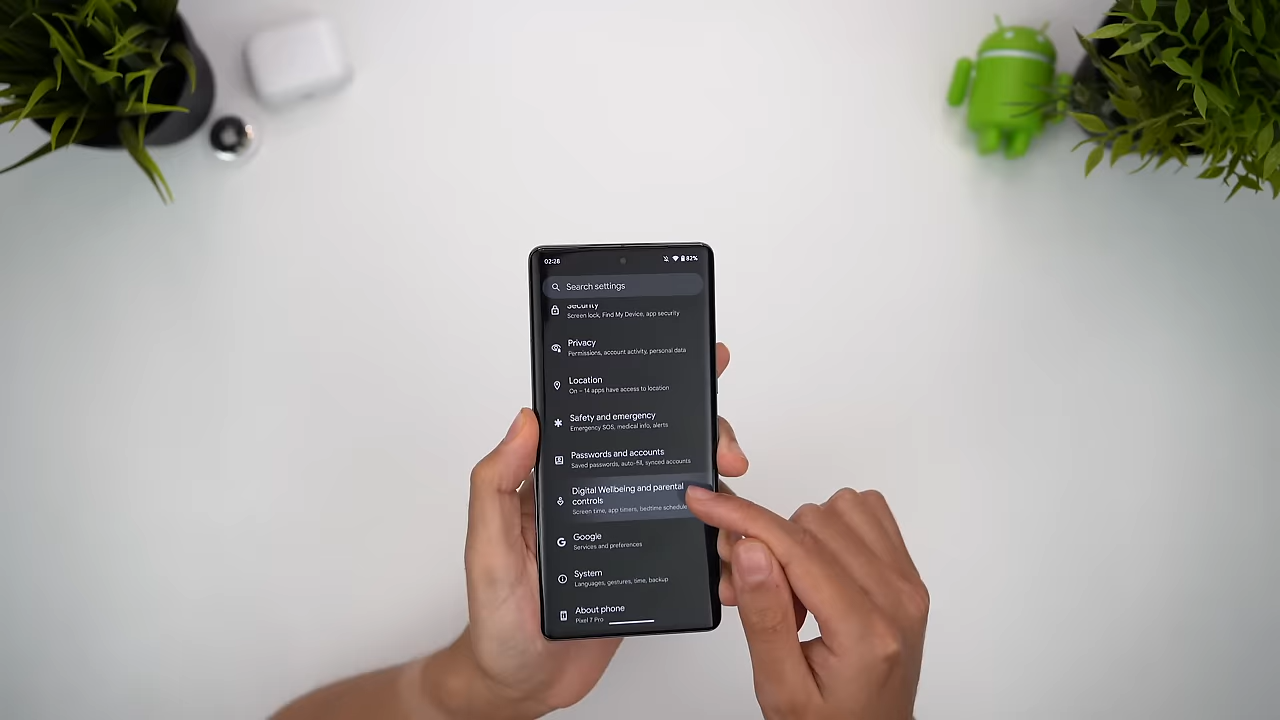 02:28
82%
Search settings
Security
Screen lock, Find My Device, app security
Privacy
Permissions, account activity, personal data
Location
On – 14 apps have access to location
Safety and emergency
Emergency SOS, medical info, alerts
Passwords and accounts
Saved passwords, auto-fill, synced accounts
Digital Wellbeing and parental
controls
Screen time, app timers, bedtime schedule
Google
Services and preferences
System
Languages, gestures, time, backup
About phone
Pixel 7 Pro